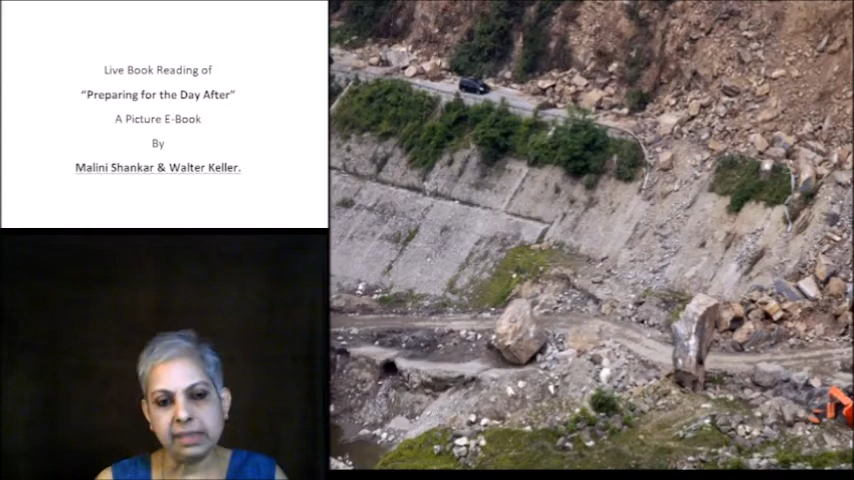 Live Book Reading of
“Preparing for the Day After”
A Picture E-Book
By
Malini Shankar & Walter Keller.